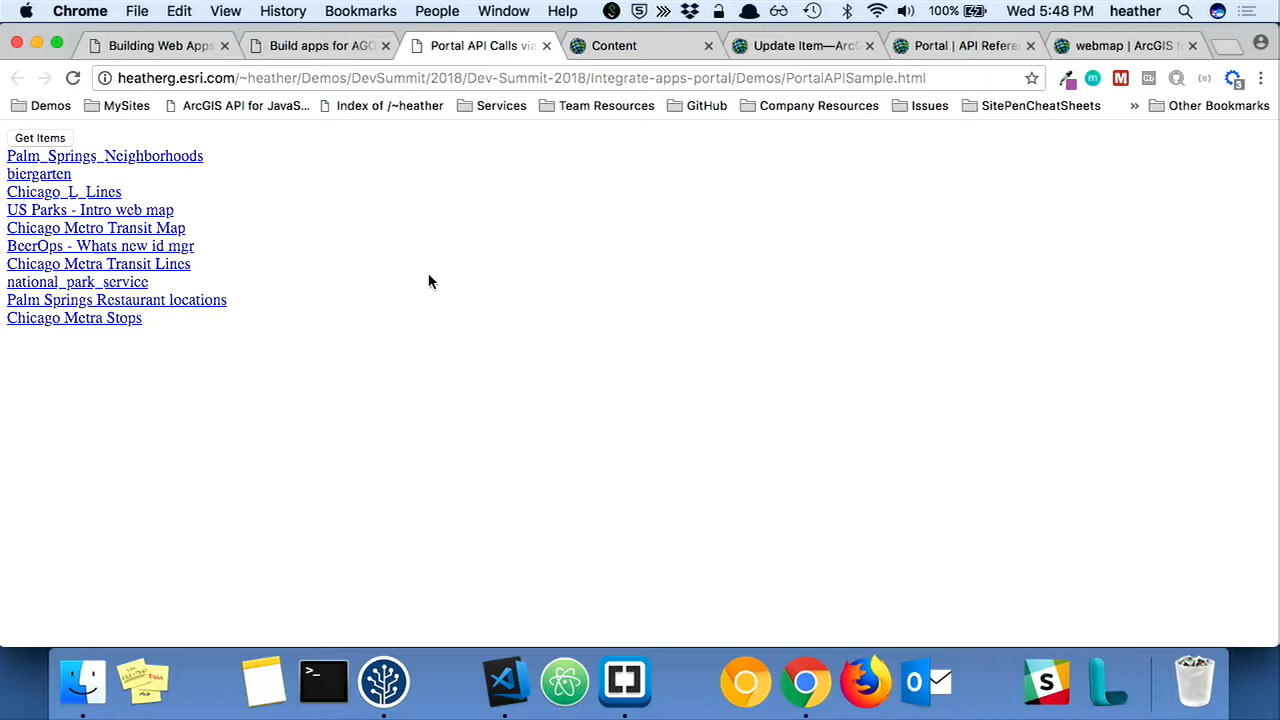 Chrome File Edit View History Bookmarks People Window Help 100% Wed 5:48 PM heather
Building Web Apps Build apps for AGO Portal API Calls via Content Update Item—ArcG Portal | API Refere webmap | ArcGIS f
heatherg.esri.com/~heather/Demos/DevSummit/2018/Dev-Summit-2018/Integrate-apps-portal/Demos/PortalAPISample.html
Demos MySites ArcGIS API for JavaS... Index of /~heather Services Team Resources GitHub Company Resources Issues SitePenCheatSheets » Other Bookmarks
Get Items
Palm_Springs_Neighborhoods
biergarten
Chicago_L_Lines
US Parks - Intro web map
Chicago Metro Transit Map
BeerOps - Whats new id mgr
Chicago Metra Transit Lines
national_park_service
Palm Springs Restaurant locations
Chicago Metra Stops